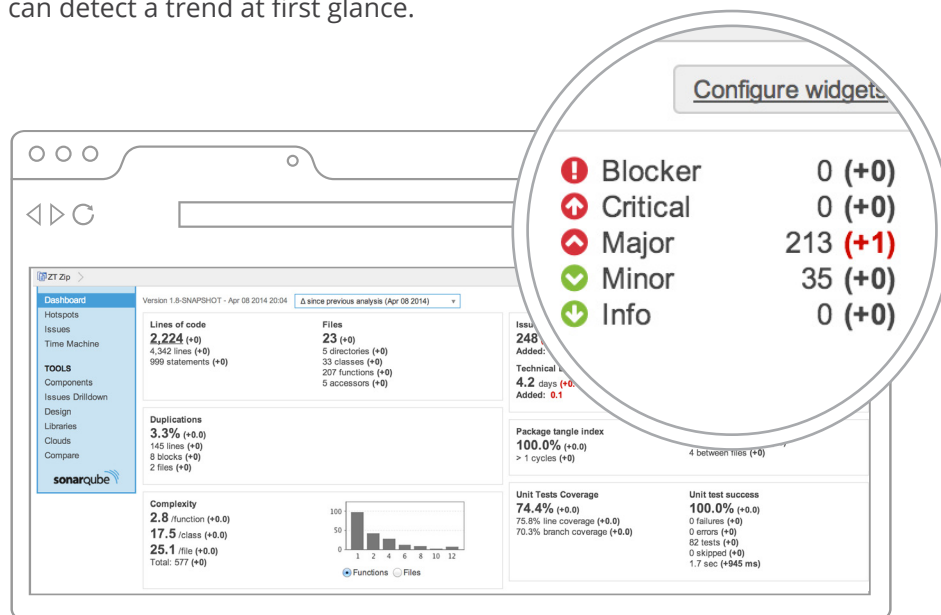 can detect a trend at first glance.
Configure widgets
Blocker 0 (+0)
Critical 0 (+0)
Major 213 (+1)
Minor 35 (+0)
Info 0 (+0)
ZT Zip
Dashboard
Hotspots
Issues
Time Machine
TOOLS
Components
Issues Drilldown
Design
Libraries
Clouds
Compare
sonarqube
Version 1.8-SNAPSHOT - Apr 08 2014 20:04 Δ since previous analysis (Apr 08 2014)
Lines of code
2,224 (+0)
4,342 lines (+0)
999 statements (+0)
Files
23 (+0)
5 directories (+0)
33 classes (+0)
207 functions (+0)
5 accessors (+0)
248
Added:
Technical
4.2 days
Added: 0.1
Duplications
3.3% (+0.0)
145 lines (+0)
8 blocks (+0)
2 files (+0)
Package tangle index
100.0% (+0.0)
> 1 cycles (+0)
4 between files (+0)
Complexity
2.8 /function (+0.0)
17.5 /class (+0.0)
25.1 /file (+0.0)
Total: 577 (+0)
100
50
0
1 2 4 6 8 10 12
Functions Files
Unit Tests Coverage
74.4% (+0.0)
75.8% line coverage (+0.0)
70.3% branch coverage (+0.0)
Unit test success
100.0% (+0.0)
0 failures (+0)
0 errors (+0)
82 tests (+0)
0 skipped (+0)
1.7 sec (+945 ms)